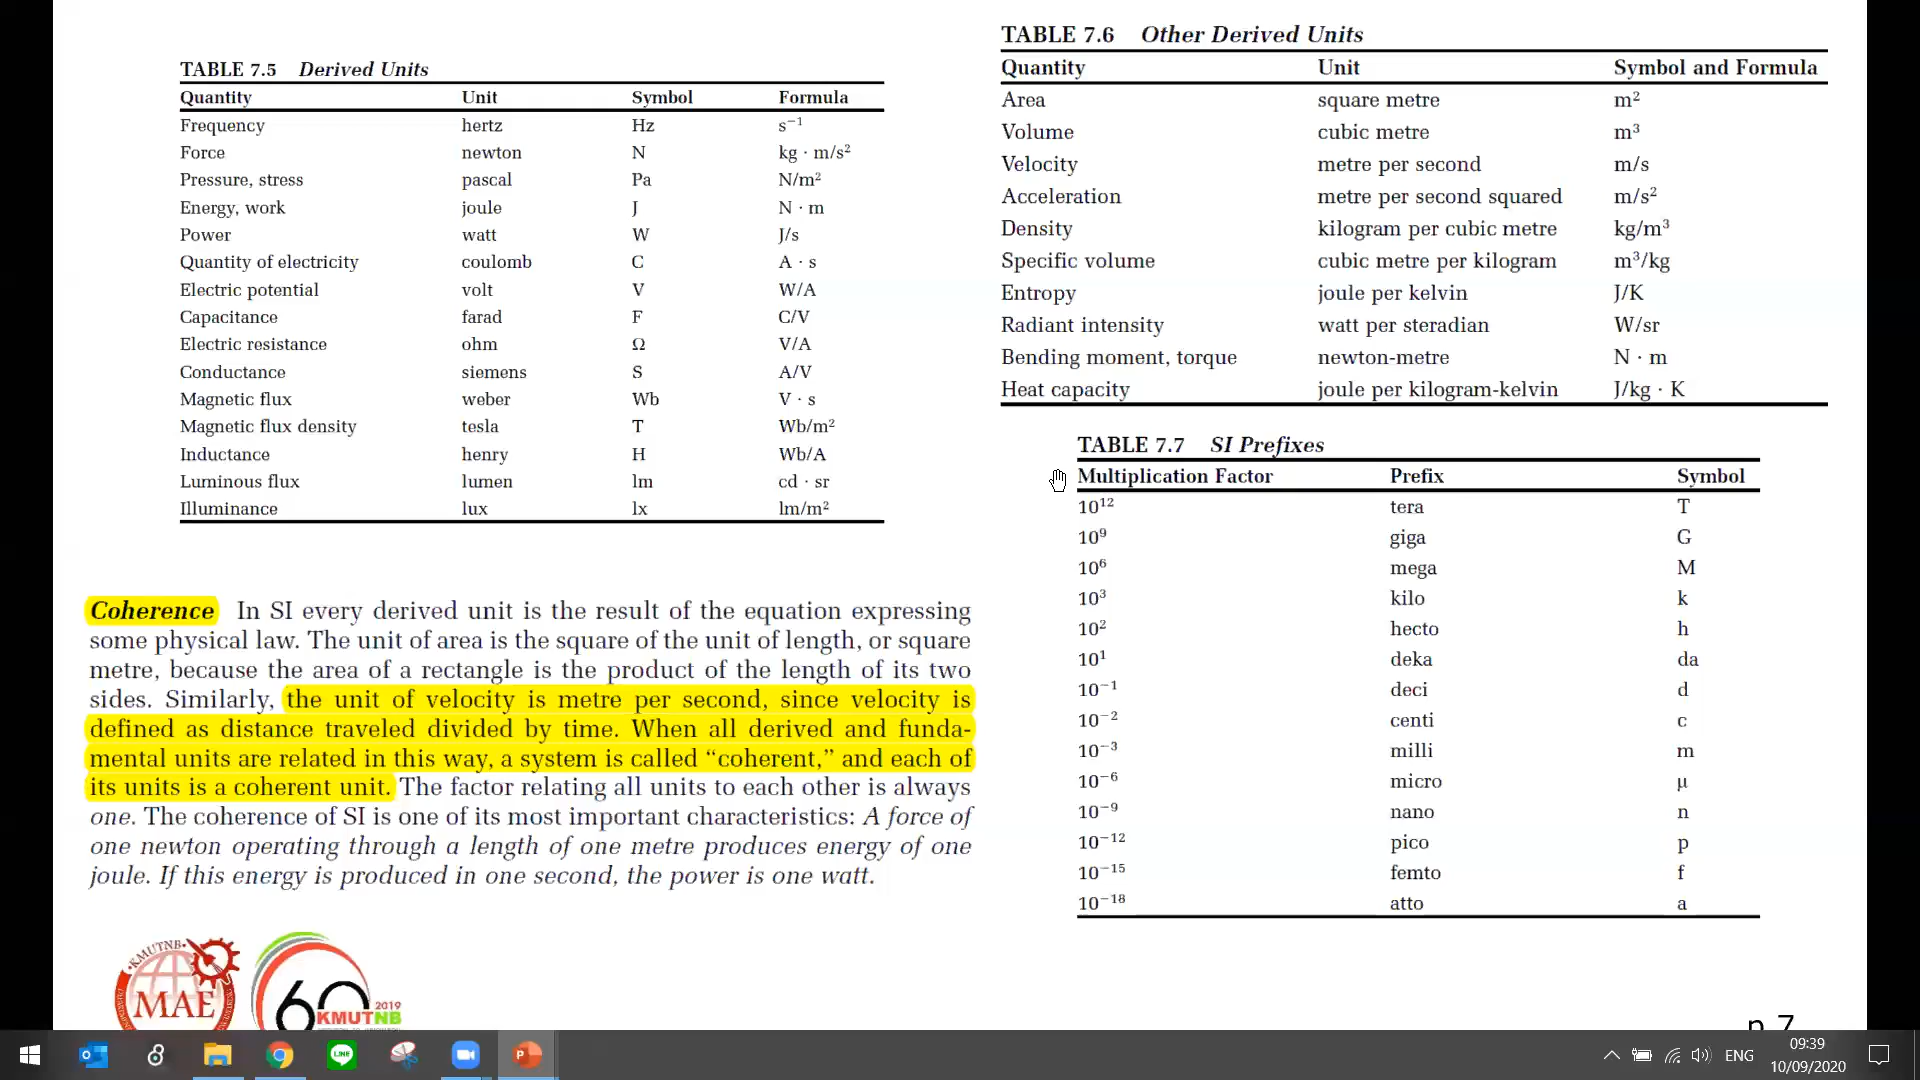 TABLE 7.5 Derived Units
Quantity Unit Symbol Formula
Frequency hertz Hz s⁻¹
Force newton N kg · m/s²
Pressure, stress pascal Pa N/m²
Energy, work joule J N · m
Power watt W J/s
Quantity of electricity coulomb C A · s
Electric potential volt V W/A
Capacitance farad F C/V
Electric resistance ohm Ω V/A
Conductance siemens S A/V
Magnetic flux weber Wb V · s
Magnetic flux density tesla T Wb/m²
Inductance henry H Wb/A
Luminous flux lumen lm cd · sr
Illuminance lux lx lm/m²
Coherence In SI every derived unit is the result of the equation expressing
some physical law. The unit of area is the square of the unit of length, or square
metre, because the area of a rectangle is the product of the length of its two
sides. Similarly, the unit of velocity is metre per second, since velocity is
defined as distance traveled divided by time. When all derived and funda-
mental units are related in this way, a system is called “coherent,” and each of
its units is a coherent unit. The factor relating all units to each other is always
one. The coherence of SI is one of its most important characteristics: A force of
one newton operating through a length of one metre produces energy of one
joule. If this energy is produced in one second, the power is one watt.
TABLE 7.6 Other Derived Units
Quantity Unit Symbol and Formula
Area square metre m²
Volume cubic metre m³
Velocity metre per second m/s
Acceleration metre per second squared m/s²
Density kilogram per cubic metre kg/m³
Specific volume cubic metre per kilogram m³/kg
Entropy joule per kelvin J/K
Radiant intensity watt per steradian W/sr
Bending moment, torque newton-metre N · m
Heat capacity joule per kilogram-kelvin J/kg · K
TABLE 7.7 SI Prefixes
Multiplication Factor Prefix Symbol
10¹² tera T
10⁹ giga G
10⁶ mega M
10³ kilo k
10² hecto h
10¹ deka da
10⁻¹ deci d
10⁻² centi c
10⁻³ milli m
10⁻⁶ micro μ
10⁻⁹ nano n
10⁻¹² pico p
10⁻¹⁵ femto f
10⁻¹⁸ atto a
KMUTNB
MAE
60 2019
KMUTNB
p 7
LINE
P
ENG
09:39
10/09/2020